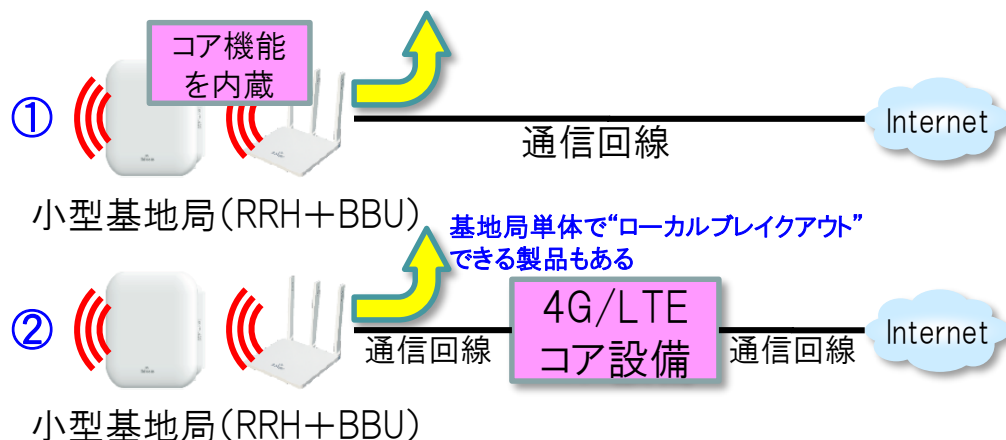 コア機能
を内蔵
①
通信回線
Internet
小型基地局(RRH+BBU)
基地局単体で“ローカルブレイクアウト”
できる製品もある
②
通信回線
4G/LTE
コア設備
通信回線
Internet
小型基地局(RRH+BBU)